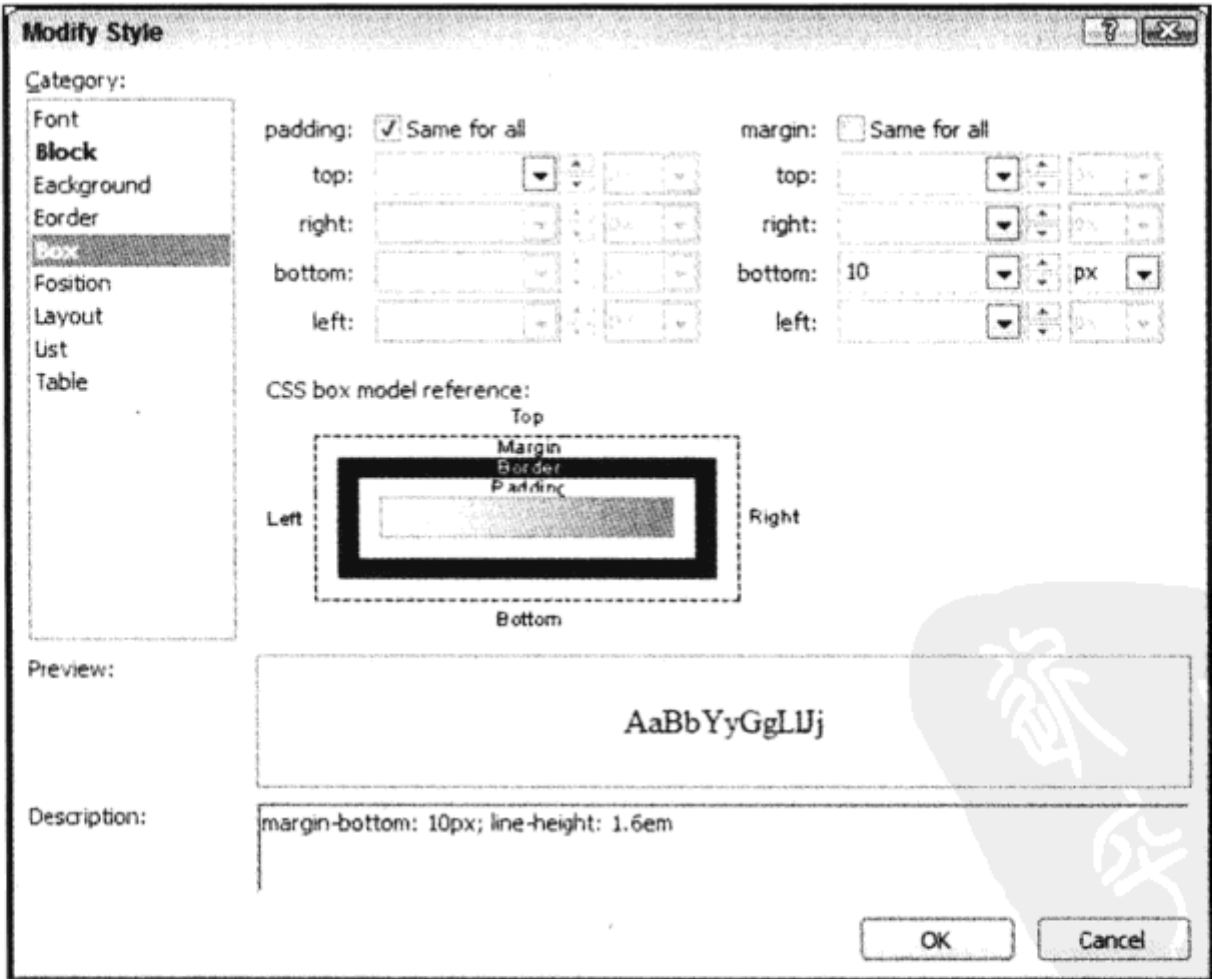 Modify Style
Category:
Font
Block
Eackground
Eorder
Box
Fosition
Layout
List
Table
padding: Same for all
top:
right:
bottom:
left:
margin: Same for all
top:
right:
bottom: 10 px
left:
CSS box model reference:
Top
Margin
Border
Padding
Left
Right
Bottom
Preview:
AaBbYyGgLlJj
Description:
margin-bottom: 10px; line-height: 1.6em
OK
Cancel